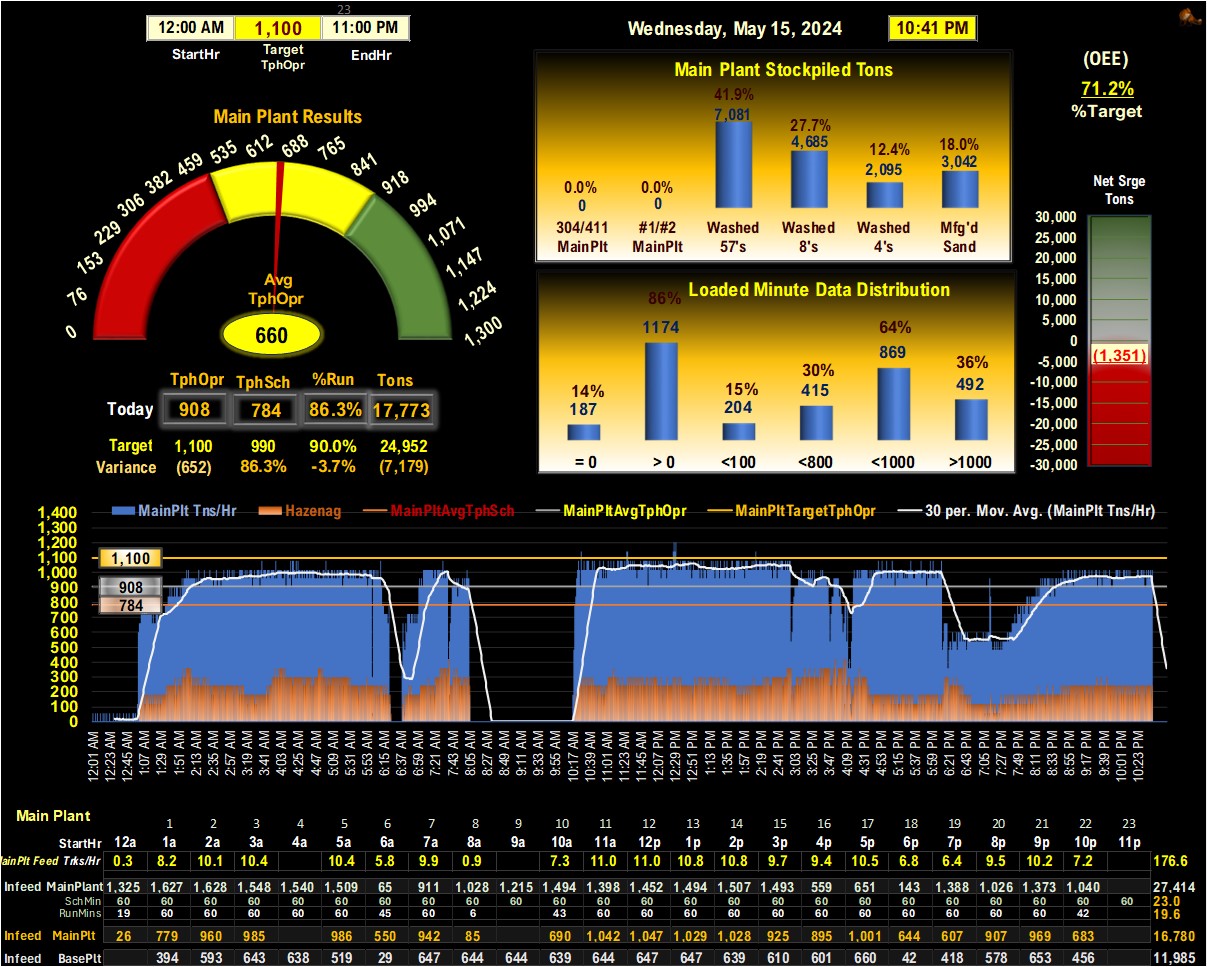 23
12:00 AM 1,100 11:00 PM
StartHr Target TphOpr EndHr
Wednesday, May 15, 2024 10:41 PM
(OEE)
71.2%
%Target
Main Plant Results
0 76 153 229 306 382 459 535 612 688 765 841 918 994 1,071 1,147 1,224 1,300
Avg
TphOpr
660
TphOpr TphSch %Run Tons
Today 908 784 86.3% 17,773
Target 1,100 990 90.0% 24,952
Variance (652) 86.3% -3.7% (7,179)
Main Plant Stockpiled Tons
0.0% 0.0% 41.9% 27.7% 12.4% 18.0%
0 0 7,081 4,685 2,095 3,042
304/411 #1/#2 Washed Washed Washed Mfg'd
MainPlt MainPlt 57's 8's 4's Sand
Loaded Minute Data Distribution
14% 86% 15% 30% 64% 36%
187 1174 204 415 869 492
= 0 > 0 <100 <800 <1000 >1000
Net Srge
Tons
30,000
25,000
20,000
15,000
10,000
5,000
0
-5,000
-10,000
-15,000
-20,000
-25,000
-30,000
(1,351)
MainPlt Tns/Hr Hazenag MainPltAvgTphSch MainPltAvgTphOpr MainPltTargetTphOpr 30 per. Mov. Avg. (MainPlt Tns/Hr)
1,400
1,300
1,200
1,100
1,000
900
800
700
600
500
400
300
200
100
0
1,100
908
784
12:01 AM 12:23 AM 12:45 AM 1:07 AM 1:29 AM 1:51 AM 2:13 AM 2:35 AM 2:57 AM 3:19 AM 3:41 AM 4:03 AM 4:25 AM 4:47 AM 5:09 AM 5:31 AM 5:53 AM 6:15 AM 6:37 AM 6:59 AM 7:21 AM 7:43 AM 8:05 AM 8:27 AM 8:49 AM 9:11 AM 9:33 AM 9:55 AM 10:17 AM 10:39 AM 11:01 AM 11:23 AM 11:45 AM 12:07 PM 12:29 PM 12:51 PM 1:13 PM 1:35 PM 1:57 PM 2:19 PM 2:41 PM 3:03 PM 3:25 PM 3:47 PM 4:09 PM 4:31 PM 4:53 PM 5:15 PM 5:37 PM 5:59 PM 6:21 PM 6:43 PM 7:05 PM 7:27 PM 7:49 PM 8:11 PM 8:33 PM 8:55 PM 9:17 PM 9:39 PM 10:01 PM 10:23 PM
Main Plant
1 2 3 4 5 6 7 8 9 10 11 12 13 14 15 16 17 18 19 20 21 22 23
StartHr 12a 1a 2a 3a 4a 5a 6a 7a 8a 9a 10a 11a 12p 1p 2p 3p 4p 5p 6p 7p 8p 9p 10p 11p
MainPlt Feed Trks/Hr 0.3 8.2 10.1 10.4 10.4 5.8 9.9 0.9 7.3 11.0 11.0 10.8 10.8 9.7 9.4 10.5 6.8 6.4 9.5 10.2 7.2 176.6
Infeed MainPlant 1,325 1,627 1,628 1,548 1,540 1,509 65 911 1,028 1,215 1,494 1,398 1,452 1,494 1,507 1,493 559 651 143 1,388 1,026 1,373 1,040 27,414
SchMin 60 60 60 60 60 60 60 60 60 60 60 60 60 60 60 60 60 60 60 60 60 60 60 23.0
RunMins 19 60 60 60 60 45 60 6 43 60 60 60 60 60 60 60 60 60 60 60 42 19.6
Infeed MainPlt 26 779 960 985 986 550 942 85 690 1,042 1,047 1,029 1,028 925 895 1,001 644 607 907 969 683 16,780
Infeed BasePlt 394 593 643 638 519 29 647 644 644 639 644 647 644 639 610 601 660 42 418 578 653 456 11,985